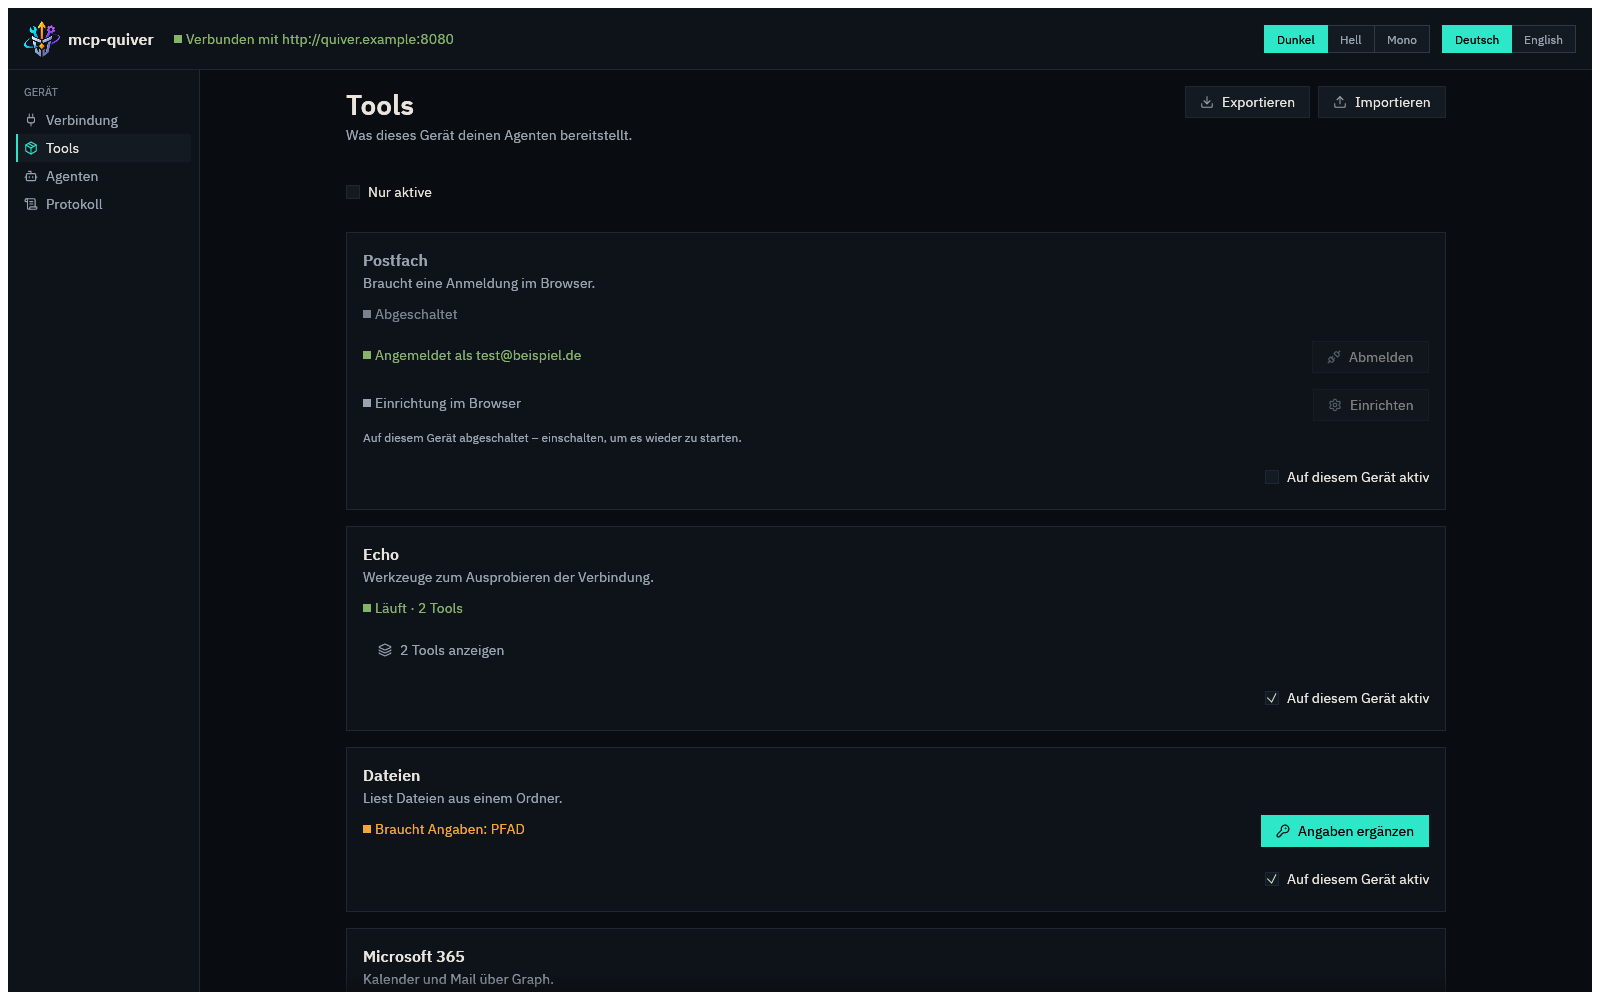 mcp-quiver
Verbunden mit http://quiver.example:8080
Dunkel Hell Mono Deutsch English
GERÄT
Verbindung
Tools
Agenten
Protokoll
Tools
Was dieses Gerät deinen Agenten bereitstellt.
Exportieren Importieren
Nur aktive
Postfach
Braucht eine Anmeldung im Browser.
Abgeschaltet
Angemeldet als test@beispiel.de
Abmelden
Einrichtung im Browser
Einrichten
Auf diesem Gerät abgeschaltet – einschalten, um es wieder zu starten.
Auf diesem Gerät aktiv
Echo
Werkzeuge zum Ausprobieren der Verbindung.
Läuft · 2 Tools
2 Tools anzeigen
Auf diesem Gerät aktiv
Dateien
Liest Dateien aus einem Ordner.
Braucht Angaben: PFAD
Angaben ergänzen
Auf diesem Gerät aktiv
Microsoft 365
Kalender und Mail über Graph.